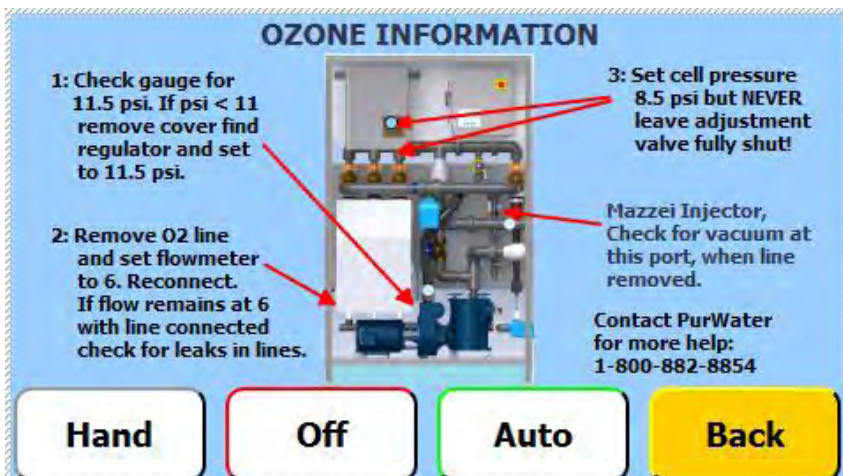 OZONE INFORMATION
1: Check gauge for
11.5 psi. If psi < 11
remove cover find
regulator and set
to 11.5 psi.
2: Remove O2 line
and set flowmeter
to 6. Reconnect.
If flow remains at 6
with line connected
check for leaks in lines.
3: Set cell pressure
8.5 psi but NEVER
leave adjustment
valve fully shut!
Mazzei Injector,
Check for vacuum at
this port, when line
removed.
Contact PurWater
for more help:
1-800-882-8854
Hand
Off
Auto
Back